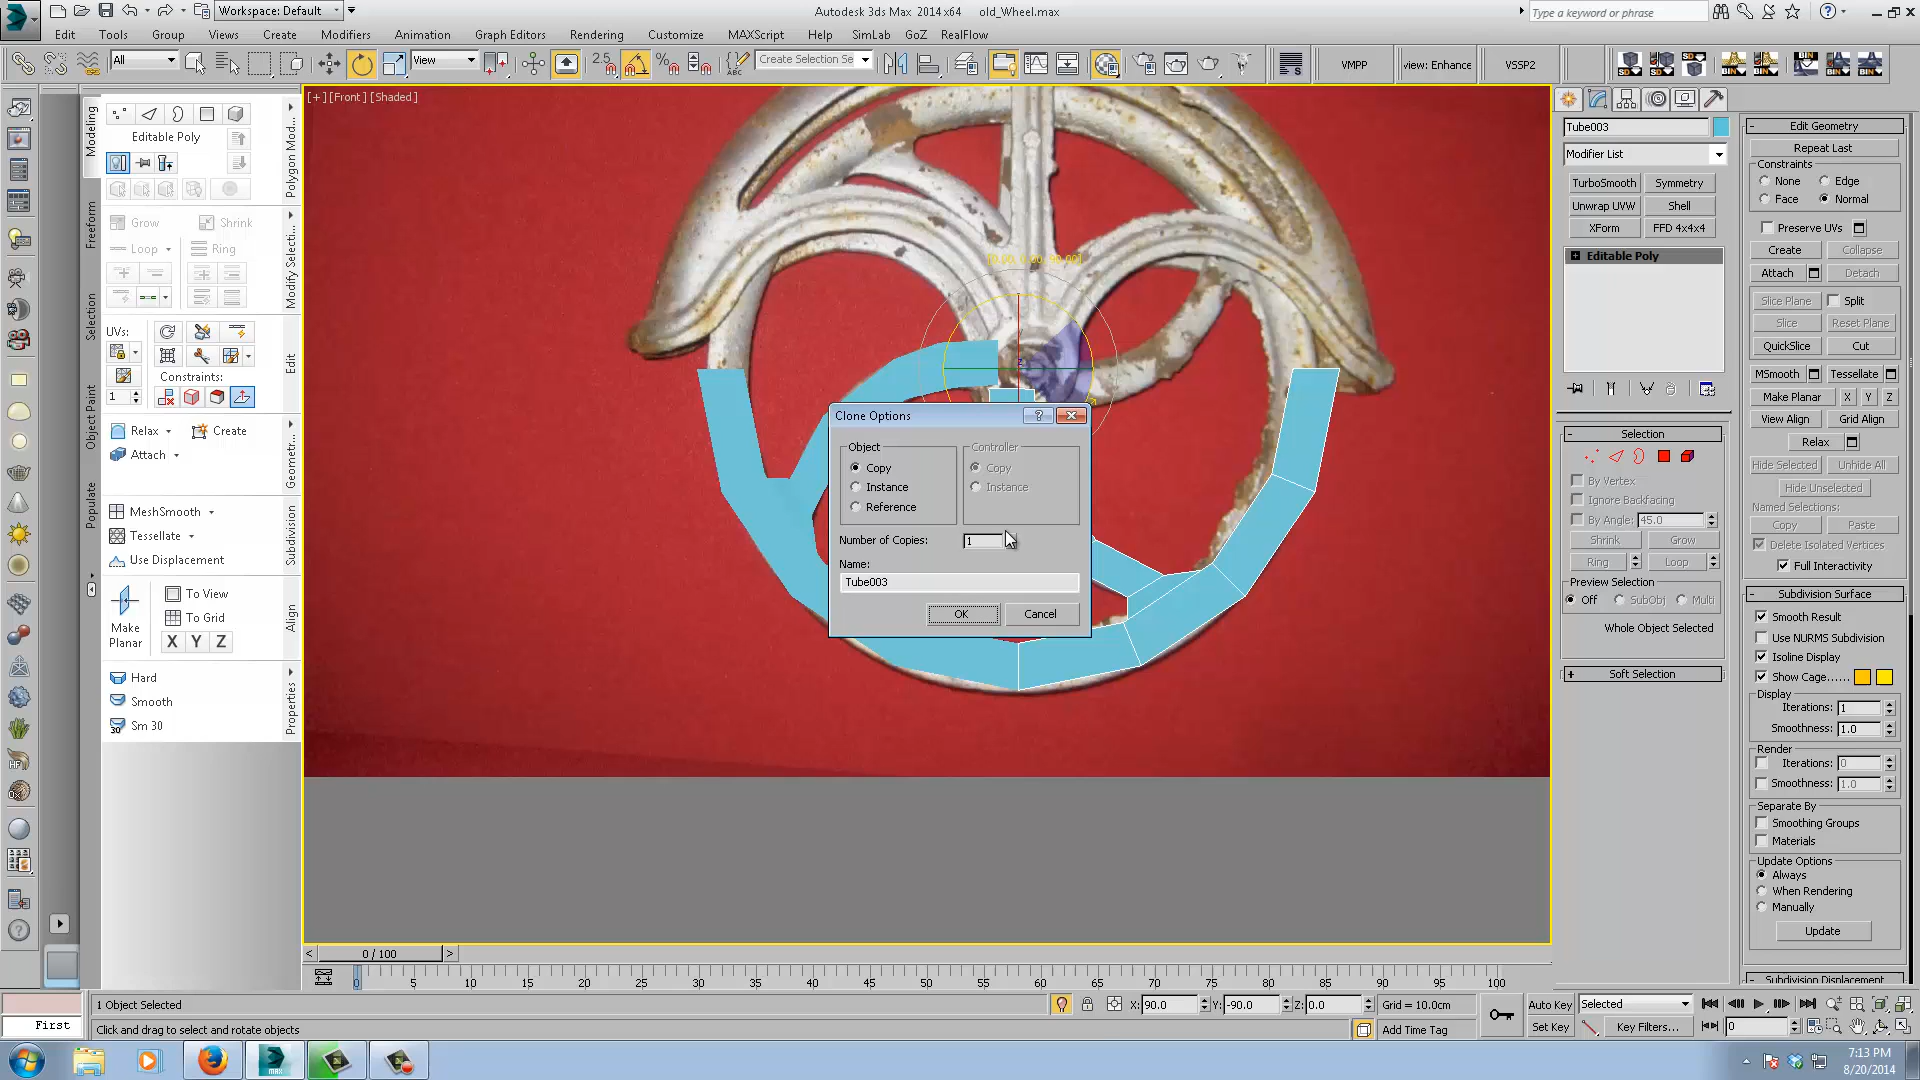 Workspace: Default
Autodesk 3ds Max 2014 x64 old_Wheel.max
Type a keyword or phrase
Edit Tools Group Views Create Modifiers Animation Graph Editors Rendering Customize MAXScript Help SimLab GoZ RealFlow
All
View
2.5
Create Selection Se
VMPP
view: Enhance
VSSP2
Modeling
Freeform
Selection
Object Paint
Populate
Editable Poly
Grow
Shrink
Loop
Ring
UVs:
Constraints:
1
Relax
Create
Attach
MeshSmooth
Tessellate
Use Displacement
To View
To Grid
Make
Planar
X Y Z
Hard
Smooth
Sm 30
Polygon Mod...
Modify Selecti...
Edit
Geometr...
Subdivision
Align
Properties
[+] [Front] [Shaded]
[0.00, 0.00, 90.00]
Clone Options
Object
Copy
Instance
Reference
Controller
Copy
Instance
Number of Copies: 1
Name:
Tube003
OK
Cancel
Tube003
Modifier List
TurboSmooth
Symmetry
Unwrap UVW
Shell
XForm
FFD 4x4x4
Editable Poly
Selection
By Vertex
Ignore Backfacing
By Angle: 45.0
Shrink
Grow
Ring
Loop
Preview Selection
Off SubObj Multi
Whole Object Selected
Soft Selection
Edit Geometry
Repeat Last
Constraints
None Edge
Face Normal
Preserve UVs
Create Collapse
Attach Detach
Slice Plane Split
Slice Reset Plane
QuickSlice Cut
MSmooth Tessellate
Make Planar X Y Z
View Align Grid Align
Relax
Hide Selected Unhide All
Hide Unselected
Named Selections:
Copy Paste
Delete Isolated Vertices
Full Interactivity
Subdivision Surface
Smooth Result
Use NURMS Subdivision
Isoline Display
Show Cage......
Display
Iterations: 1
Smoothness: 1.0
Render
Iterations: 0
Smoothness: 1.0
Separate By
Smoothing Groups
Materials
Update Options
Always
When Rendering
Manually
Update
Subdivision Displacement
0 / 100
0 5 10 15 20 25 30 35 40 45 50 55 60 65 70 75 80 85 90 95 100
First
1 Object Selected
X: 90.0 Y: -90.0 Z: 0.0 Grid = 10.0cm
Click and drag to select and rotate objects
Add Time Tag
Auto Key Selected
Set Key Key Filters...
0
7:13 PM
8/20/2014